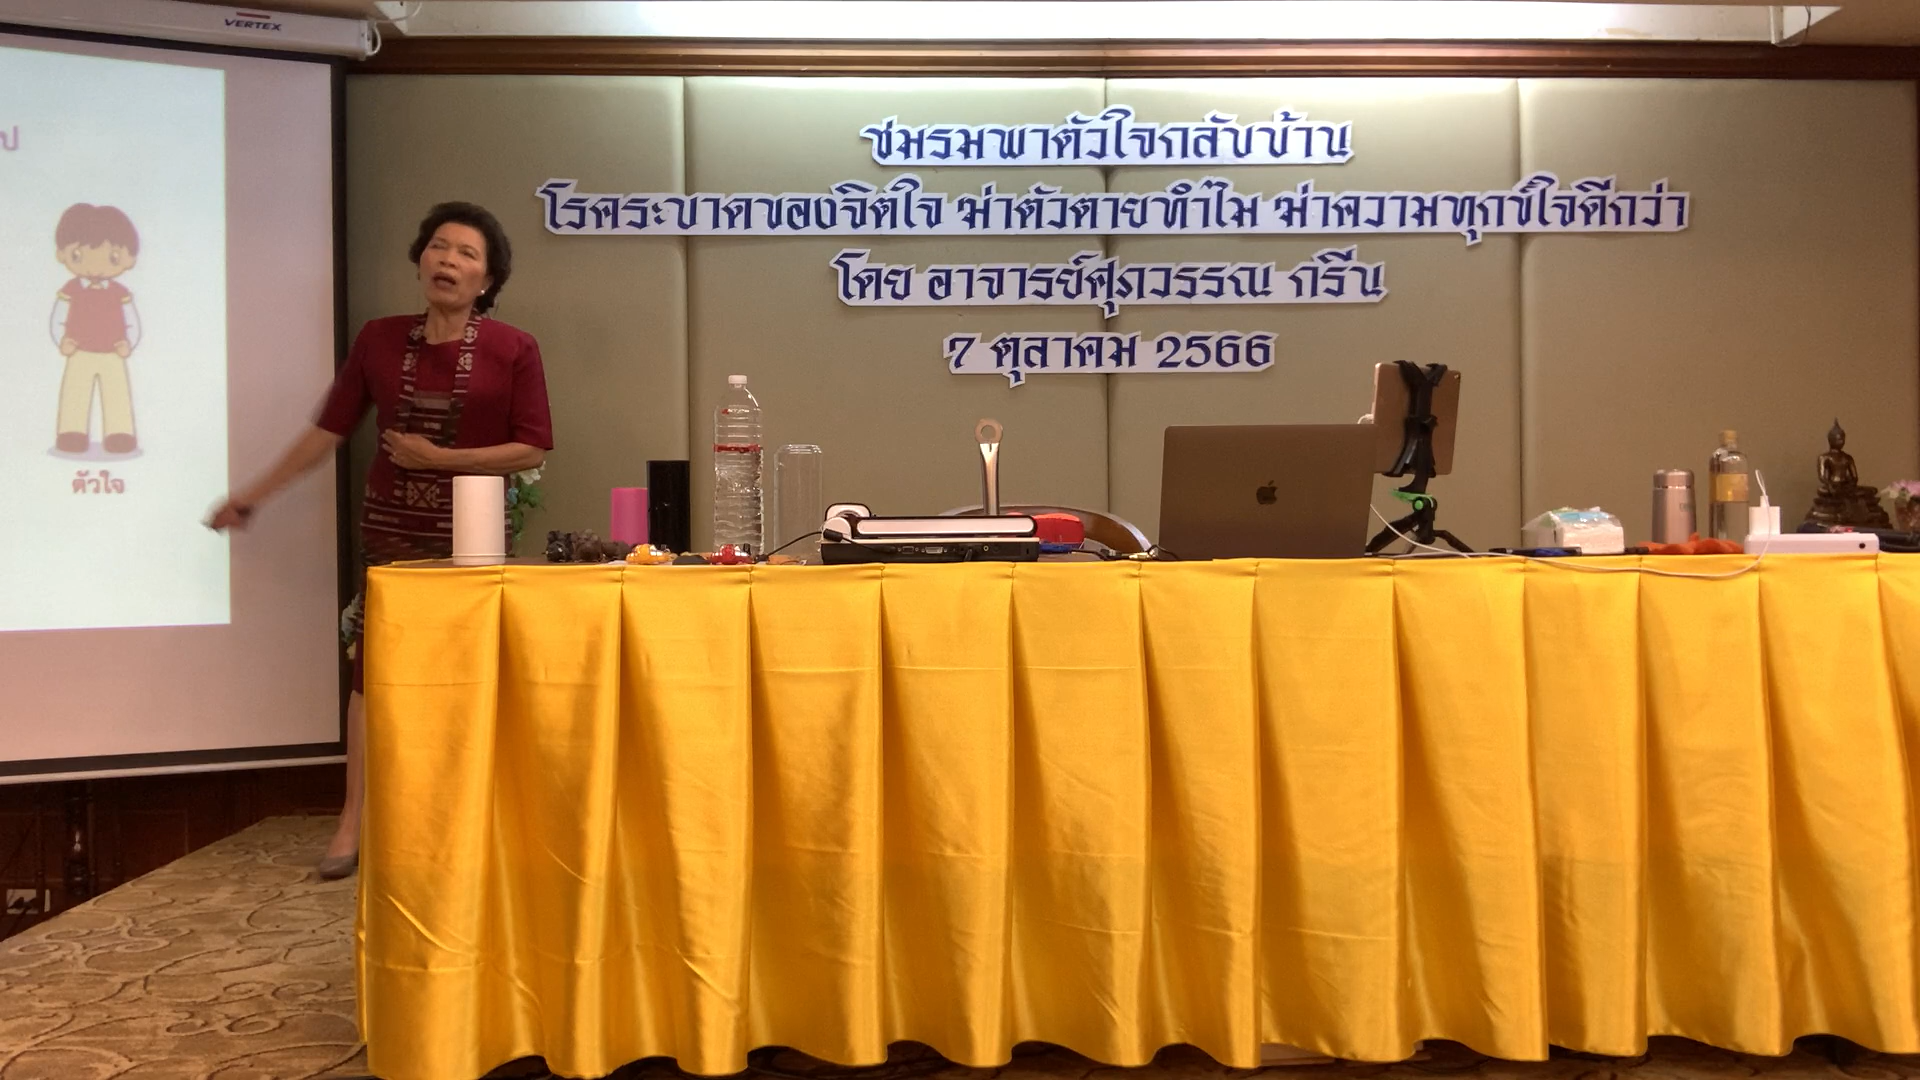 VERTEX
ป
ตัวใจ
ชมรมพาตัวใจกลับบ้าน
โรคระบาดของจิตใจ ฆ่าตัวตายทำไม ฆ่าความทุกข์ใจดีกว่า
โดย อาจารย์ศุภวรรณ กรีน
7 ตุลาคม 2566